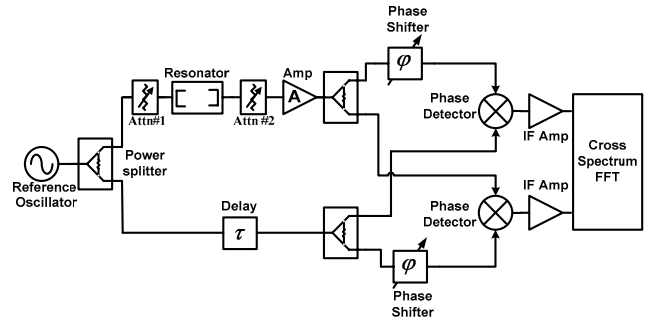 Phase
Shifter
φ
Resonator
Amp
A
Attn#1
Attn #2
Phase
Detector
IF Amp
Power
splitter
Reference
Oscillator
Cross
Spectrum
FFT
Delay
τ
IF Amp
Phase
Detector
φ
Phase
Shifter